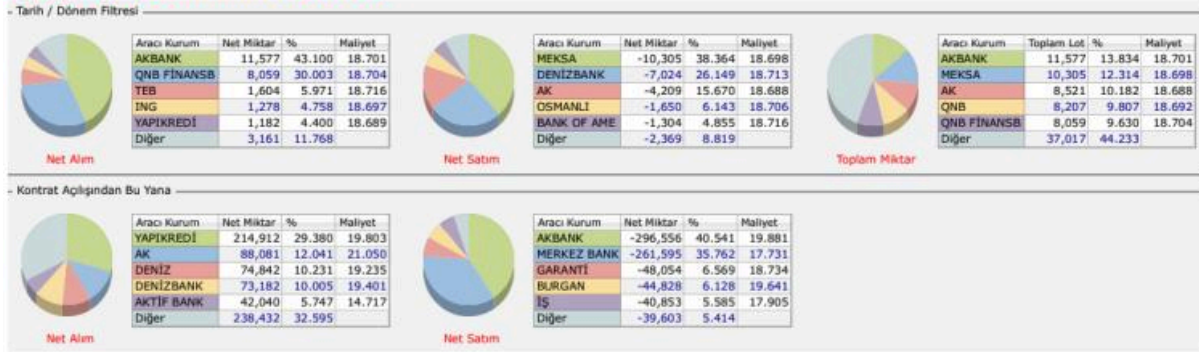 Tarih / Dönem Filtresi
Aracı Kurum Net Miktar % Maliyet
AKBANK 11,577 43.100 18.701
QNB FİNANSB 8,059 30.003 18.704
TEB 1,604 5.971 18.716
ING 1,278 4.758 18.697
YAPIKREDİ 1,182 4.400 18.689
Diğer 3,161 11.768
Net Alım
Aracı Kurum Net Miktar % Maliyet
MEKSA -10,305 38.364 18.698
DENİZBANK -7,024 26.149 18.713
AK -4,209 15.670 18.688
OSMANLI -1,650 6.143 18.706
BANK OF AME -1,304 4.855 18.716
Diğer -2,369 8.819
Net Satım
Aracı Kurum Toplam Lot % Maliyet
AKBANK 11,577 13.834 18.701
MEKSA 10,305 12.314 18.698
AK 8,521 10.182 18.688
QNB 8,207 9.807 18.692
QNB FİNANSB 8,059 9.630 18.704
Diğer 37,017 44.233
Toplam Miktar
Kontrat Açılışından Bu Yana
Aracı Kurum Net Miktar % Maliyet
YAPIKREDİ 214,912 29.380 19.803
AK 88,081 12.041 21.050
DENİZ 74,842 10.231 19.235
DENİZBANK 73,182 10.005 19.401
AKTİF BANK 42,040 5.747 14.717
Diğer 238,432 32.595
Net Alım
Aracı Kurum Net Miktar % Maliyet
AKBANK -296,556 40.541 19.881
MERKEZ BANK -261,595 35.762 17.731
GARANTİ -48,054 6.569 18.734
BURGAN -44,828 6.128 19.641
İŞ -40,853 5.585 17.905
Diğer -39,603 5.414
Net Satım